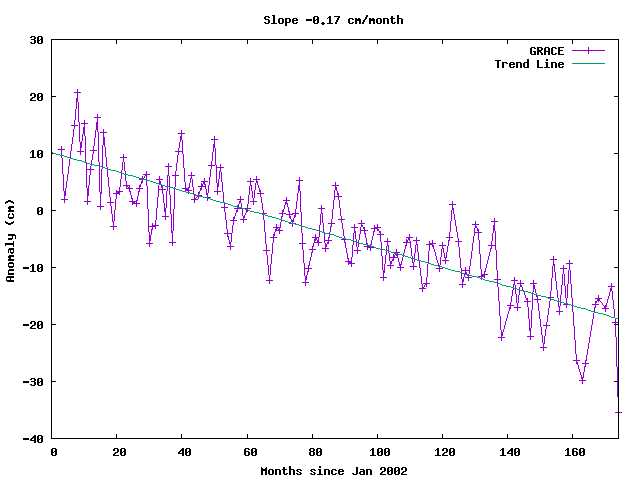 Slope -0.17 cm/month
30
GRACE
Trend Line
20
10
0
-10
-20
-30
-40
Anomaly (cm)
0 20 40 60 80 100 120 140 160
Months since Jan 2002